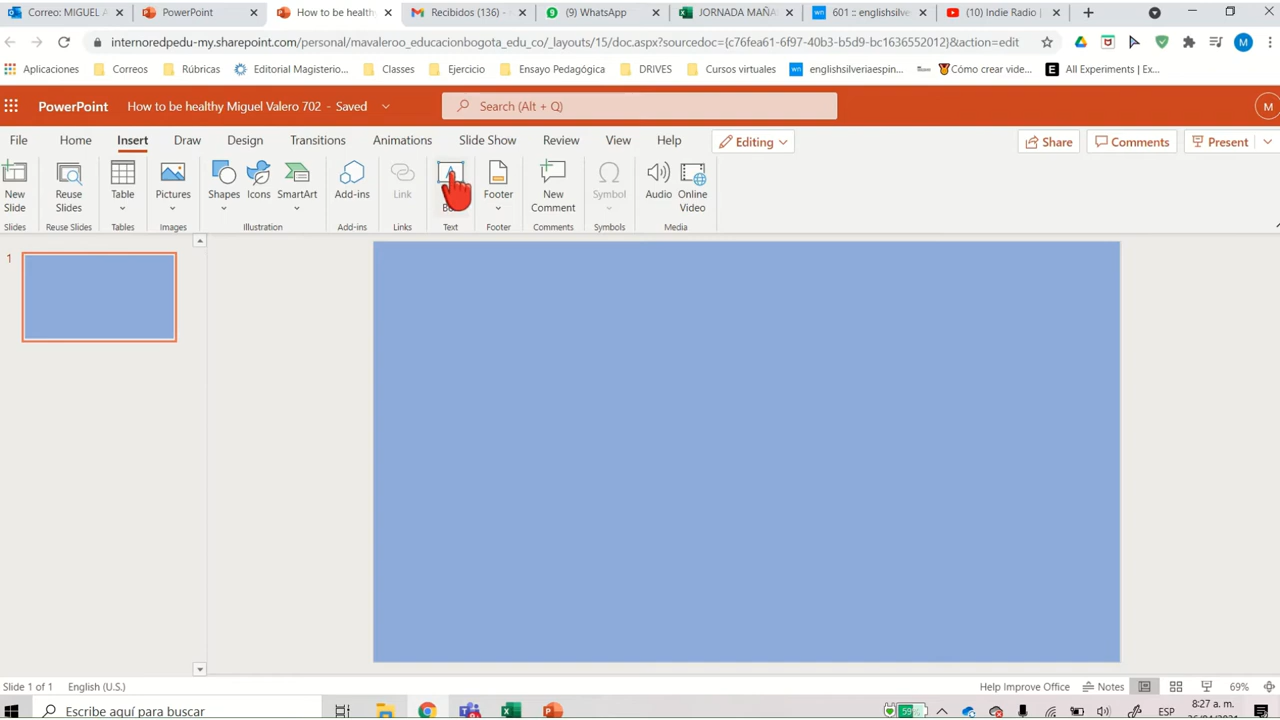 Correo: MIGUEL A
PowerPoint
How to be health
Recibidos (136) -
(9) WhatsApp
JORNADA MAÑA
601 :: englishsilve
(10) Indie Radio |
internoredpedu-my.sharepoint.com/personal/mavaleroo_educacionbogota_edu_co/_layouts/15/doc.aspx?sourcedoc={c76fea61-6f97-40b3-b5d9-bc1636552012}&action=edit
M
Aplicaciones
Correos
Rúbricas
Editorial Magisterio...
Classes
Ejercicio
Ensayo Pedagógica
DRIVES
Cursos virtuales
wn
englishsilveriaespin...
Cómo crear vide...
E
All Experiments | Ex...
PowerPoint
How to be healthy Miguel Valero 702 - Saved
Search (Alt + Q)
M
File
Home
Insert
Draw
Design
Transitions
Animations
Slide Show
Review
View
Help
Editing
Share
Comments
Present
New Slide
Reuse Slides
Table
Pictures
Shapes
Icons
SmartArt
Add-ins
Link
Footer
New Comment
Symbol
Audio
Online Video
Slides
Reuse Slides
Tables
Images
Illustration
Add-ins
Links
Text
Footer
Comments
Symbols
Media
1
Slide 1 of 1
English (U.S.)
Help Improve Office
Notes
69%
Escribe aquí para buscar
59%
ESP
8:27 a. m.